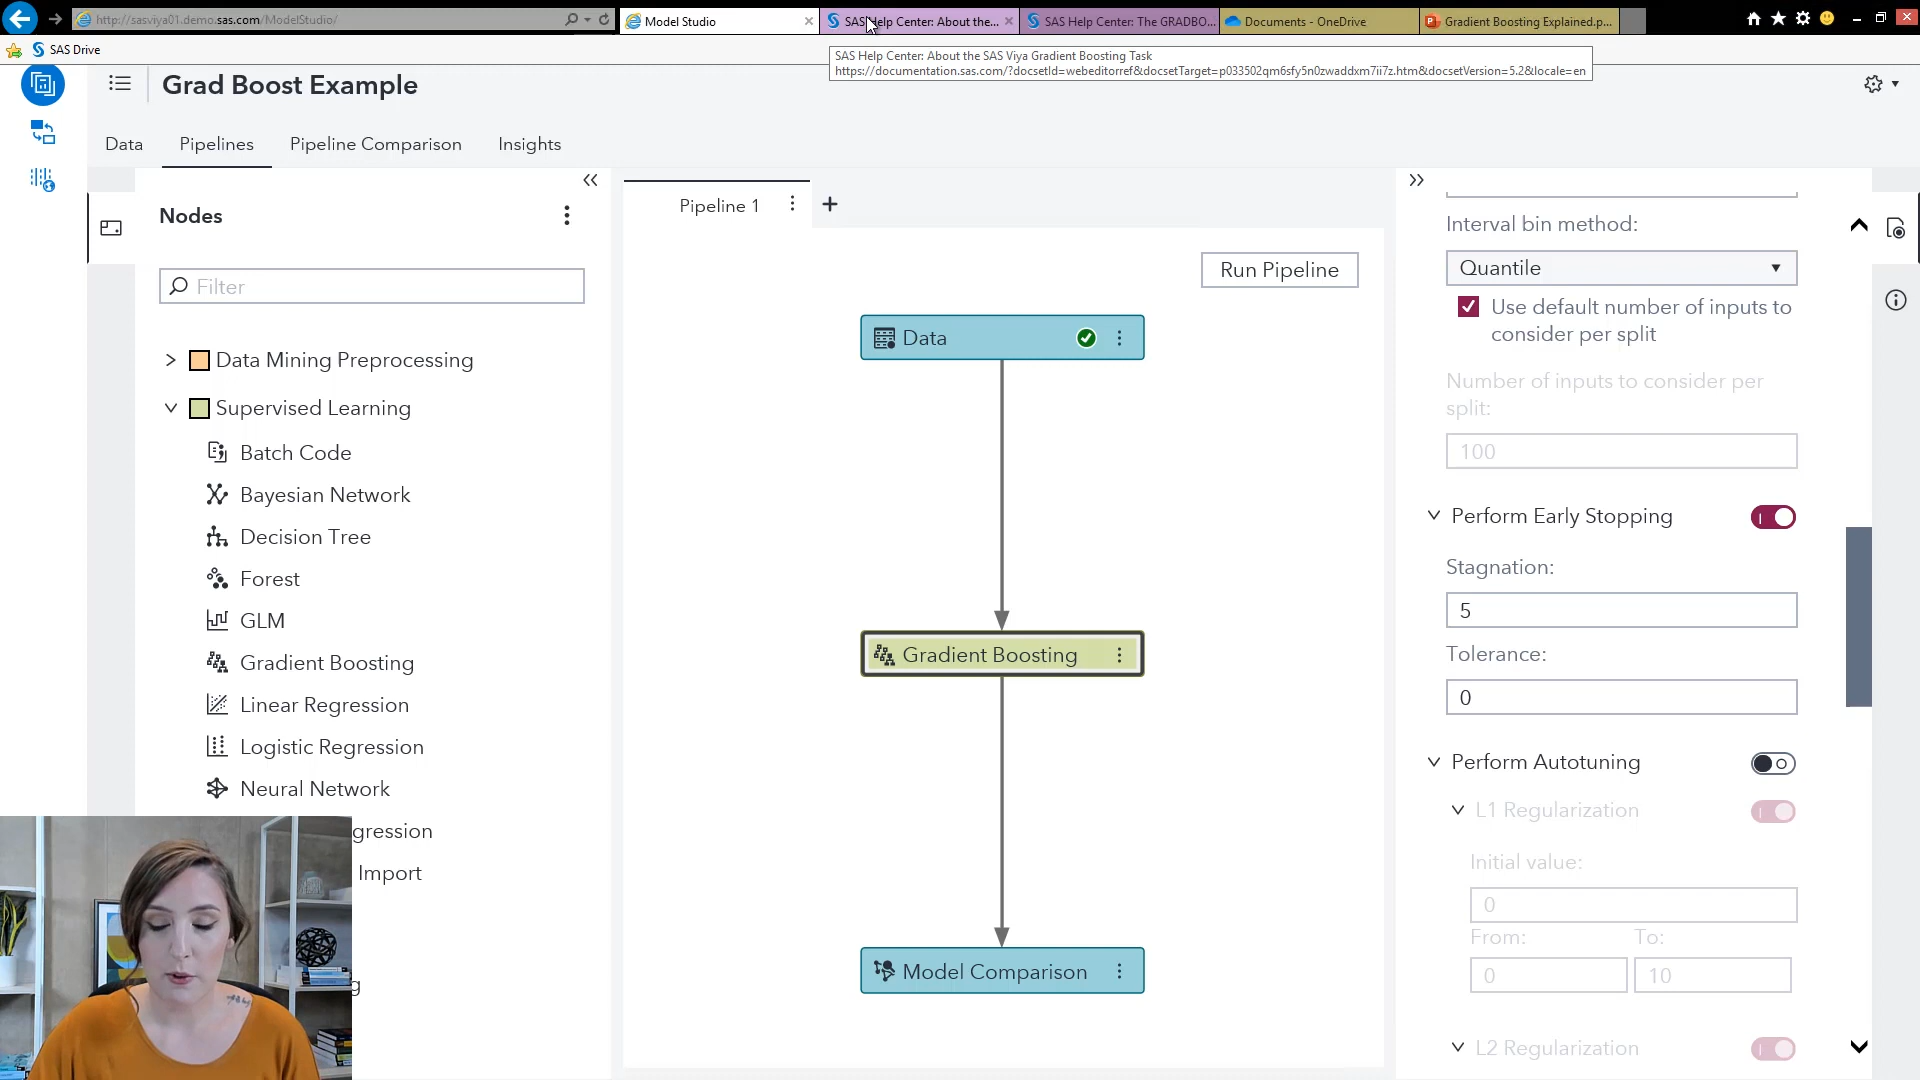 http://sasviya01.demo.sas.com/ModelStudio/
Model Studio
SAS Help Center: About the...
SAS Help Center: The GRADBO...
Documents - OneDrive
Gradient Boosting Explained.p...
SAS Drive
SAS Help Center: About the SAS Viya Gradient Boosting Task
https://documentation.sas.com/?docsetId=webeditorref&docsetTarget=p033502qm6sfy5n0zwaddxm7ii7z.htm&docsetVersion=5.2&locale=en
Grad Boost Example
Data
Pipelines
Pipeline Comparison
Insights
Nodes
Filter
Data Mining Preprocessing
Supervised Learning
Batch Code
Bayesian Network
Decision Tree
Forest
GLM
Gradient Boosting
Linear Regression
Logistic Regression
Neural Network
gression
Import
g
Pipeline 1
Run Pipeline
Data
Gradient Boosting
Model Comparison
Interval bin method:
Quantile
Use default number of inputs to
consider per split
Number of inputs to consider per
split:
100
Perform Early Stopping
Stagnation:
5
Tolerance:
0
Perform Autotuning
L1 Regularization
Initial value:
0
From:
To:
0
10
L2 Regularization